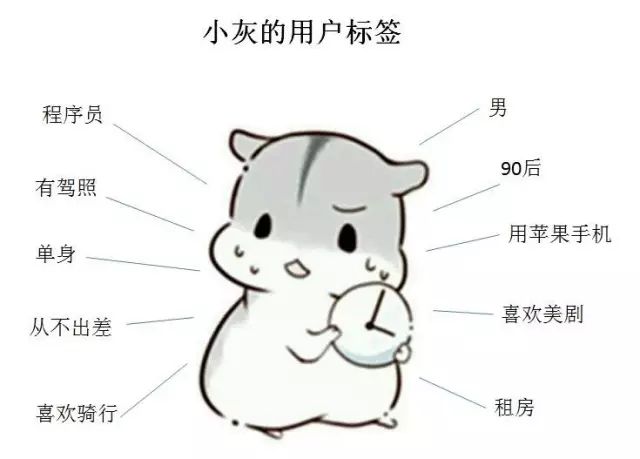 小灰的用户标签
程序员
有驾照
单身
从不出差
喜欢骑行
男
90后
用苹果手机
喜欢美剧
租房